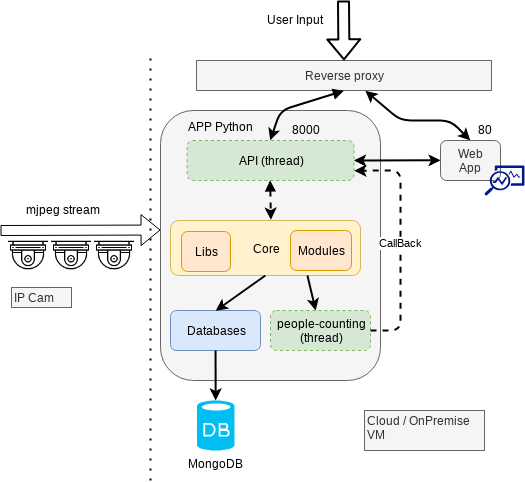 User Input
Reverse proxy
APP Python
8000
80
API (thread)
Web
App
mjpeg stream
Libs
Core
Modules
CallBack
IP Cam
Databases
people-counting
(thread)
DB
Cloud / OnPremise
VM
MongoDB